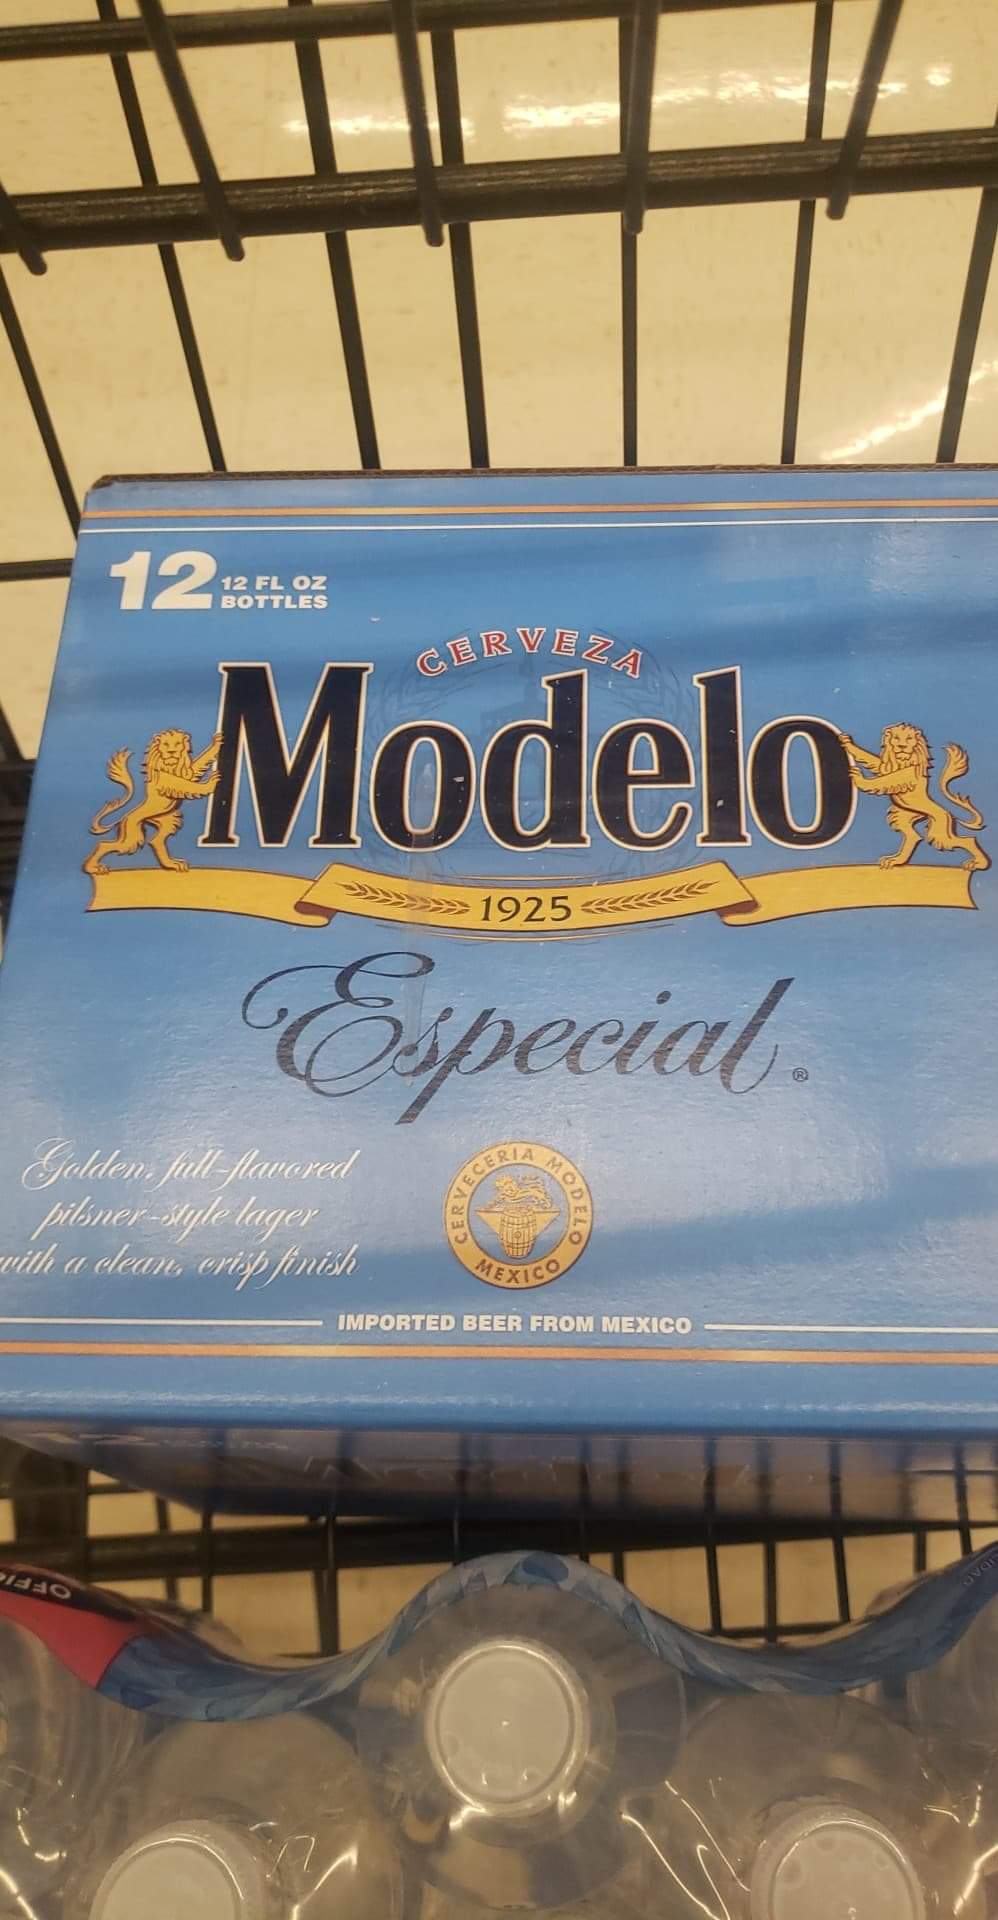 12 12 FL OZ
BOTTLES
CERVEZA
Modelo
1925
Especial®
Golden, full-flavored
pilsner-style lager
with a clean, crisp finish
CERVECERIA MODELO
MEXICO
IMPORTED BEER FROM MEXICO